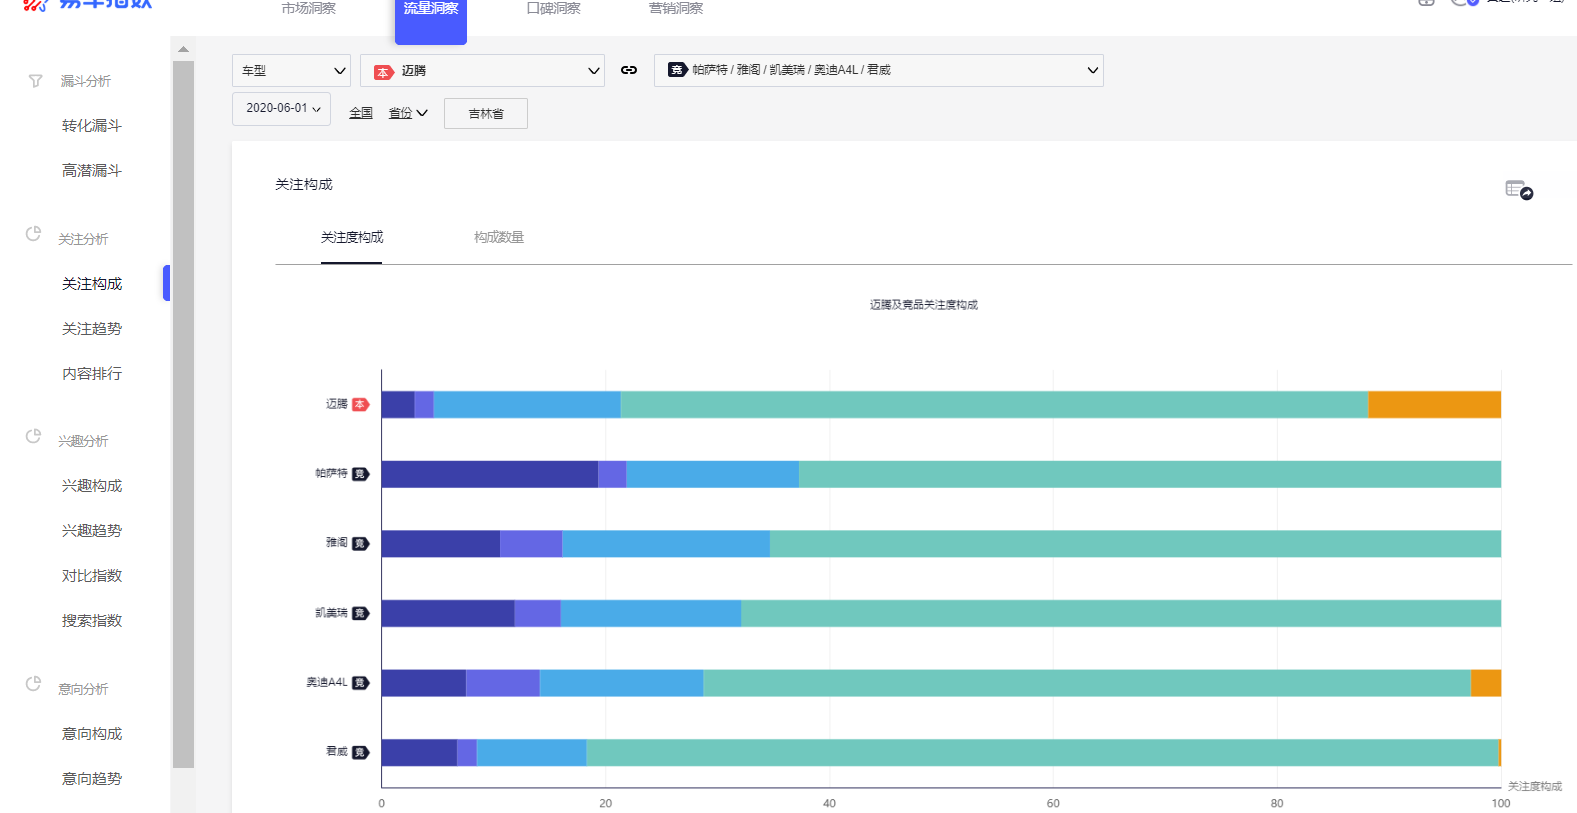 易车指数
市场洞察
流量洞察
口碑洞察
营销洞察
漏斗分析
转化漏斗
高潜漏斗
关注分析
关注构成
关注趋势
内容排行
兴趣分析
兴趣构成
兴趣趋势
对比指数
搜索指数
意向分析
意向构成
意向趋势
车型
本 迈腾
竞 帕萨特 / 雅阁 / 凯美瑞 / 奥迪A4L / 君威
2020-06-01
全国
省份
吉林省
关注构成
关注度构成
构成数量
迈腾及竞品关注度构成
迈腾 本
帕萨特 竞
雅阁 竞
凯美瑞 竞
奥迪A4L 竞
君威 竞
关注度构成
0 20 40 60 80 100